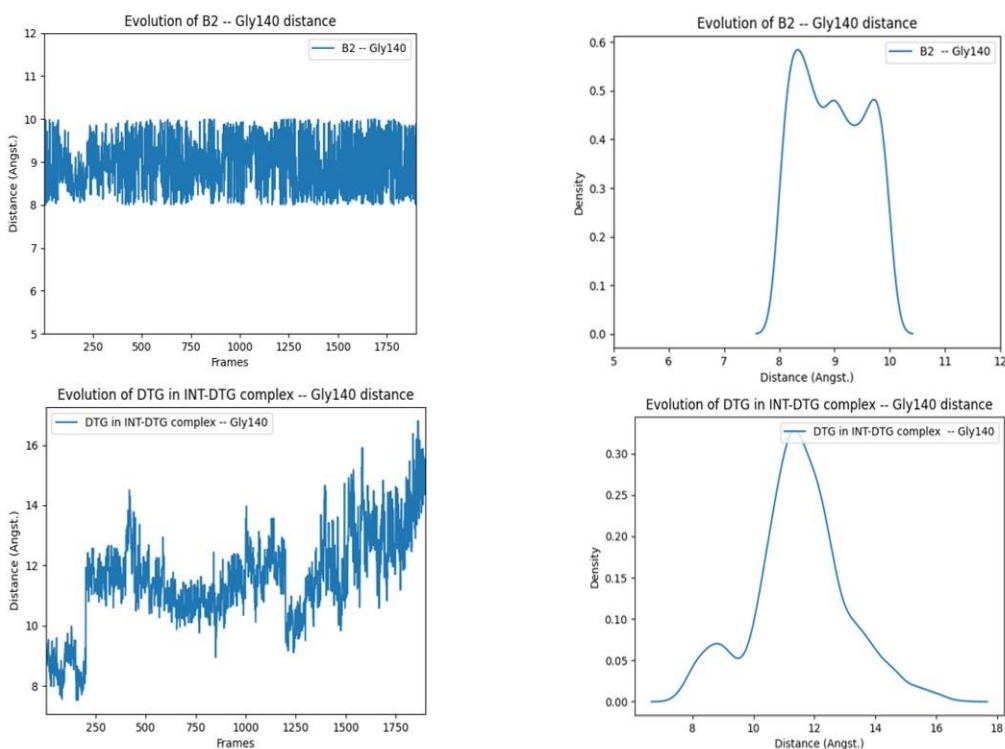 Evolution of B2 -- Gly140 distance
B2 -- Gly140
Distance (Angst.)
12
11
10
9
8
7
6
5
250 500 750 1000 1250 1500 1750
Frames
Evolution of B2 -- Gly140 distance
B2 -- Gly140
Density
0.6
0.5
0.4
0.3
0.2
0.1
0.0
5 6 7 8 9 10 11 12
Distance (Angst.)
Evolution of DTG in INT-DTG complex -- Gly140 distance
DTG in INT-DTG complex -- Gly140
Distance (Angst.)
16
14
12
10
8
250 500 750 1000 1250 1500 1750
Frames
Evolution of DTG in INT-DTG complex -- Gly140 distance
DTG in INT-DTG complex -- Gly140
Density
0.30
0.25
0.20
0.15
0.10
0.05
0.00
8 10 12 14 16 18
Distance (Angst.)